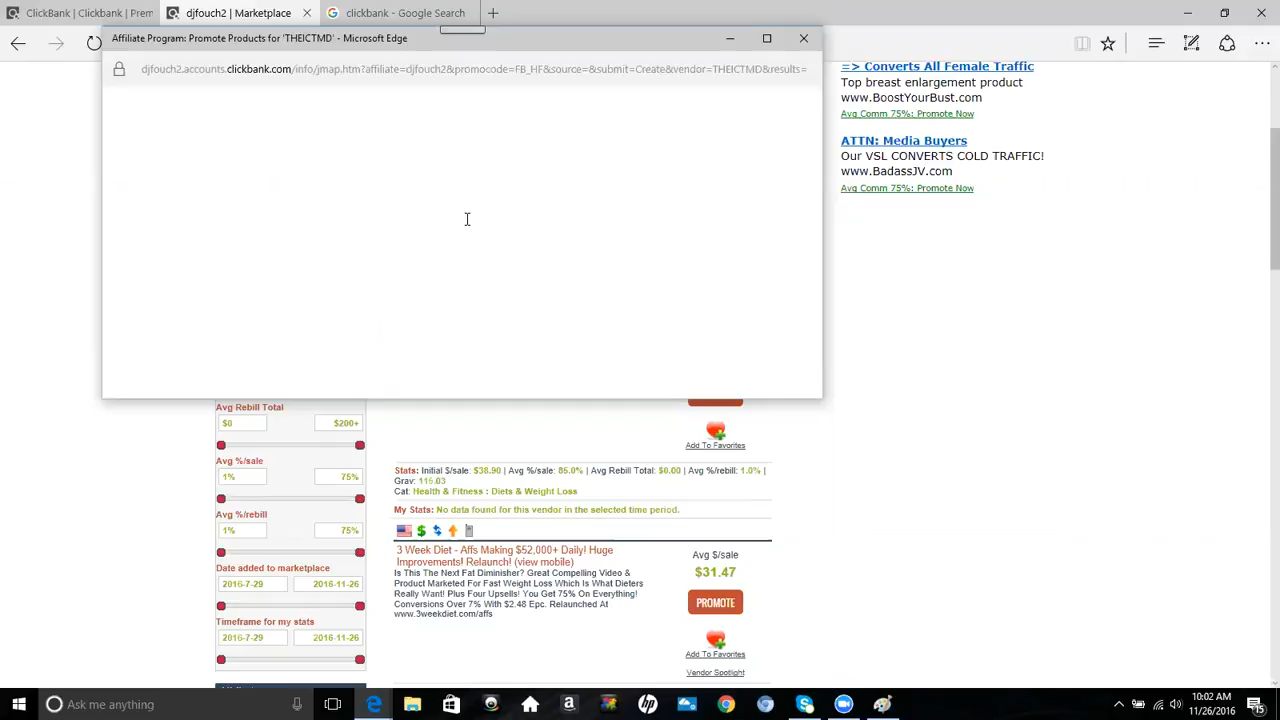 ClickBank | ClickBank | Prem
djfouch2 | Marketplace
clickbank - Google Search
Affiliate Program: Promote Products for 'THEICTMD' - Microsoft Edge
djfouch2.accounts.clickbank.com/info/jmap.htm?affiliate=djfouch2&promocode=FB_HF&source=&submit=Create&vendor=THEICTMD&results=
=> Converts All Female Traffic
Top breast enlargement product
www.BoostYourBust.com
Avg Comm 75%: Promote Now
ATTN: Media Buyers
Our VSL CONVERTS COLD TRAFFIC!
www.BadassJV.com
Avg Comm 75%: Promote Now
Avg Rebill Total
$0 $200+
Avg %/sale
1% 75%
Avg %/rebill
1% 75%
Date added to marketplace
2016-7-29 2016-11-26
Timeframe for my stats
2016-7-29 2016-11-26
Add To Favorites
Stats: Initial $/sale: $38.90 | Avg %/sale: 85.0% | Avg Rebill Total: $0.00 | Avg %/rebill: 1.0% |
Grav: 115.03
Cat: Health & Fitness : Diets & Weight Loss
My Stats: No data found for this vendor in the selected time period.
3 Week Diet - Affs Making $52,000+ Daily! Huge
Improvements! Relaunch! (view mobile)
Is This The Next Fat Diminisher? Great Compelling Video &
Product Marketed For Fast Weight Loss Which Is What Dieters
Really Want! Plus Four Upsells! You Get 75% On Everything!
Conversions Over 7% With $2.48 Epc. Relaunched At
www.3weekdiet.com/affs
Avg $/sale
$31.47
PROMOTE
Add To Favorites
Vendor Spotlight
Ask me anything
10:02 AM
11/26/2016